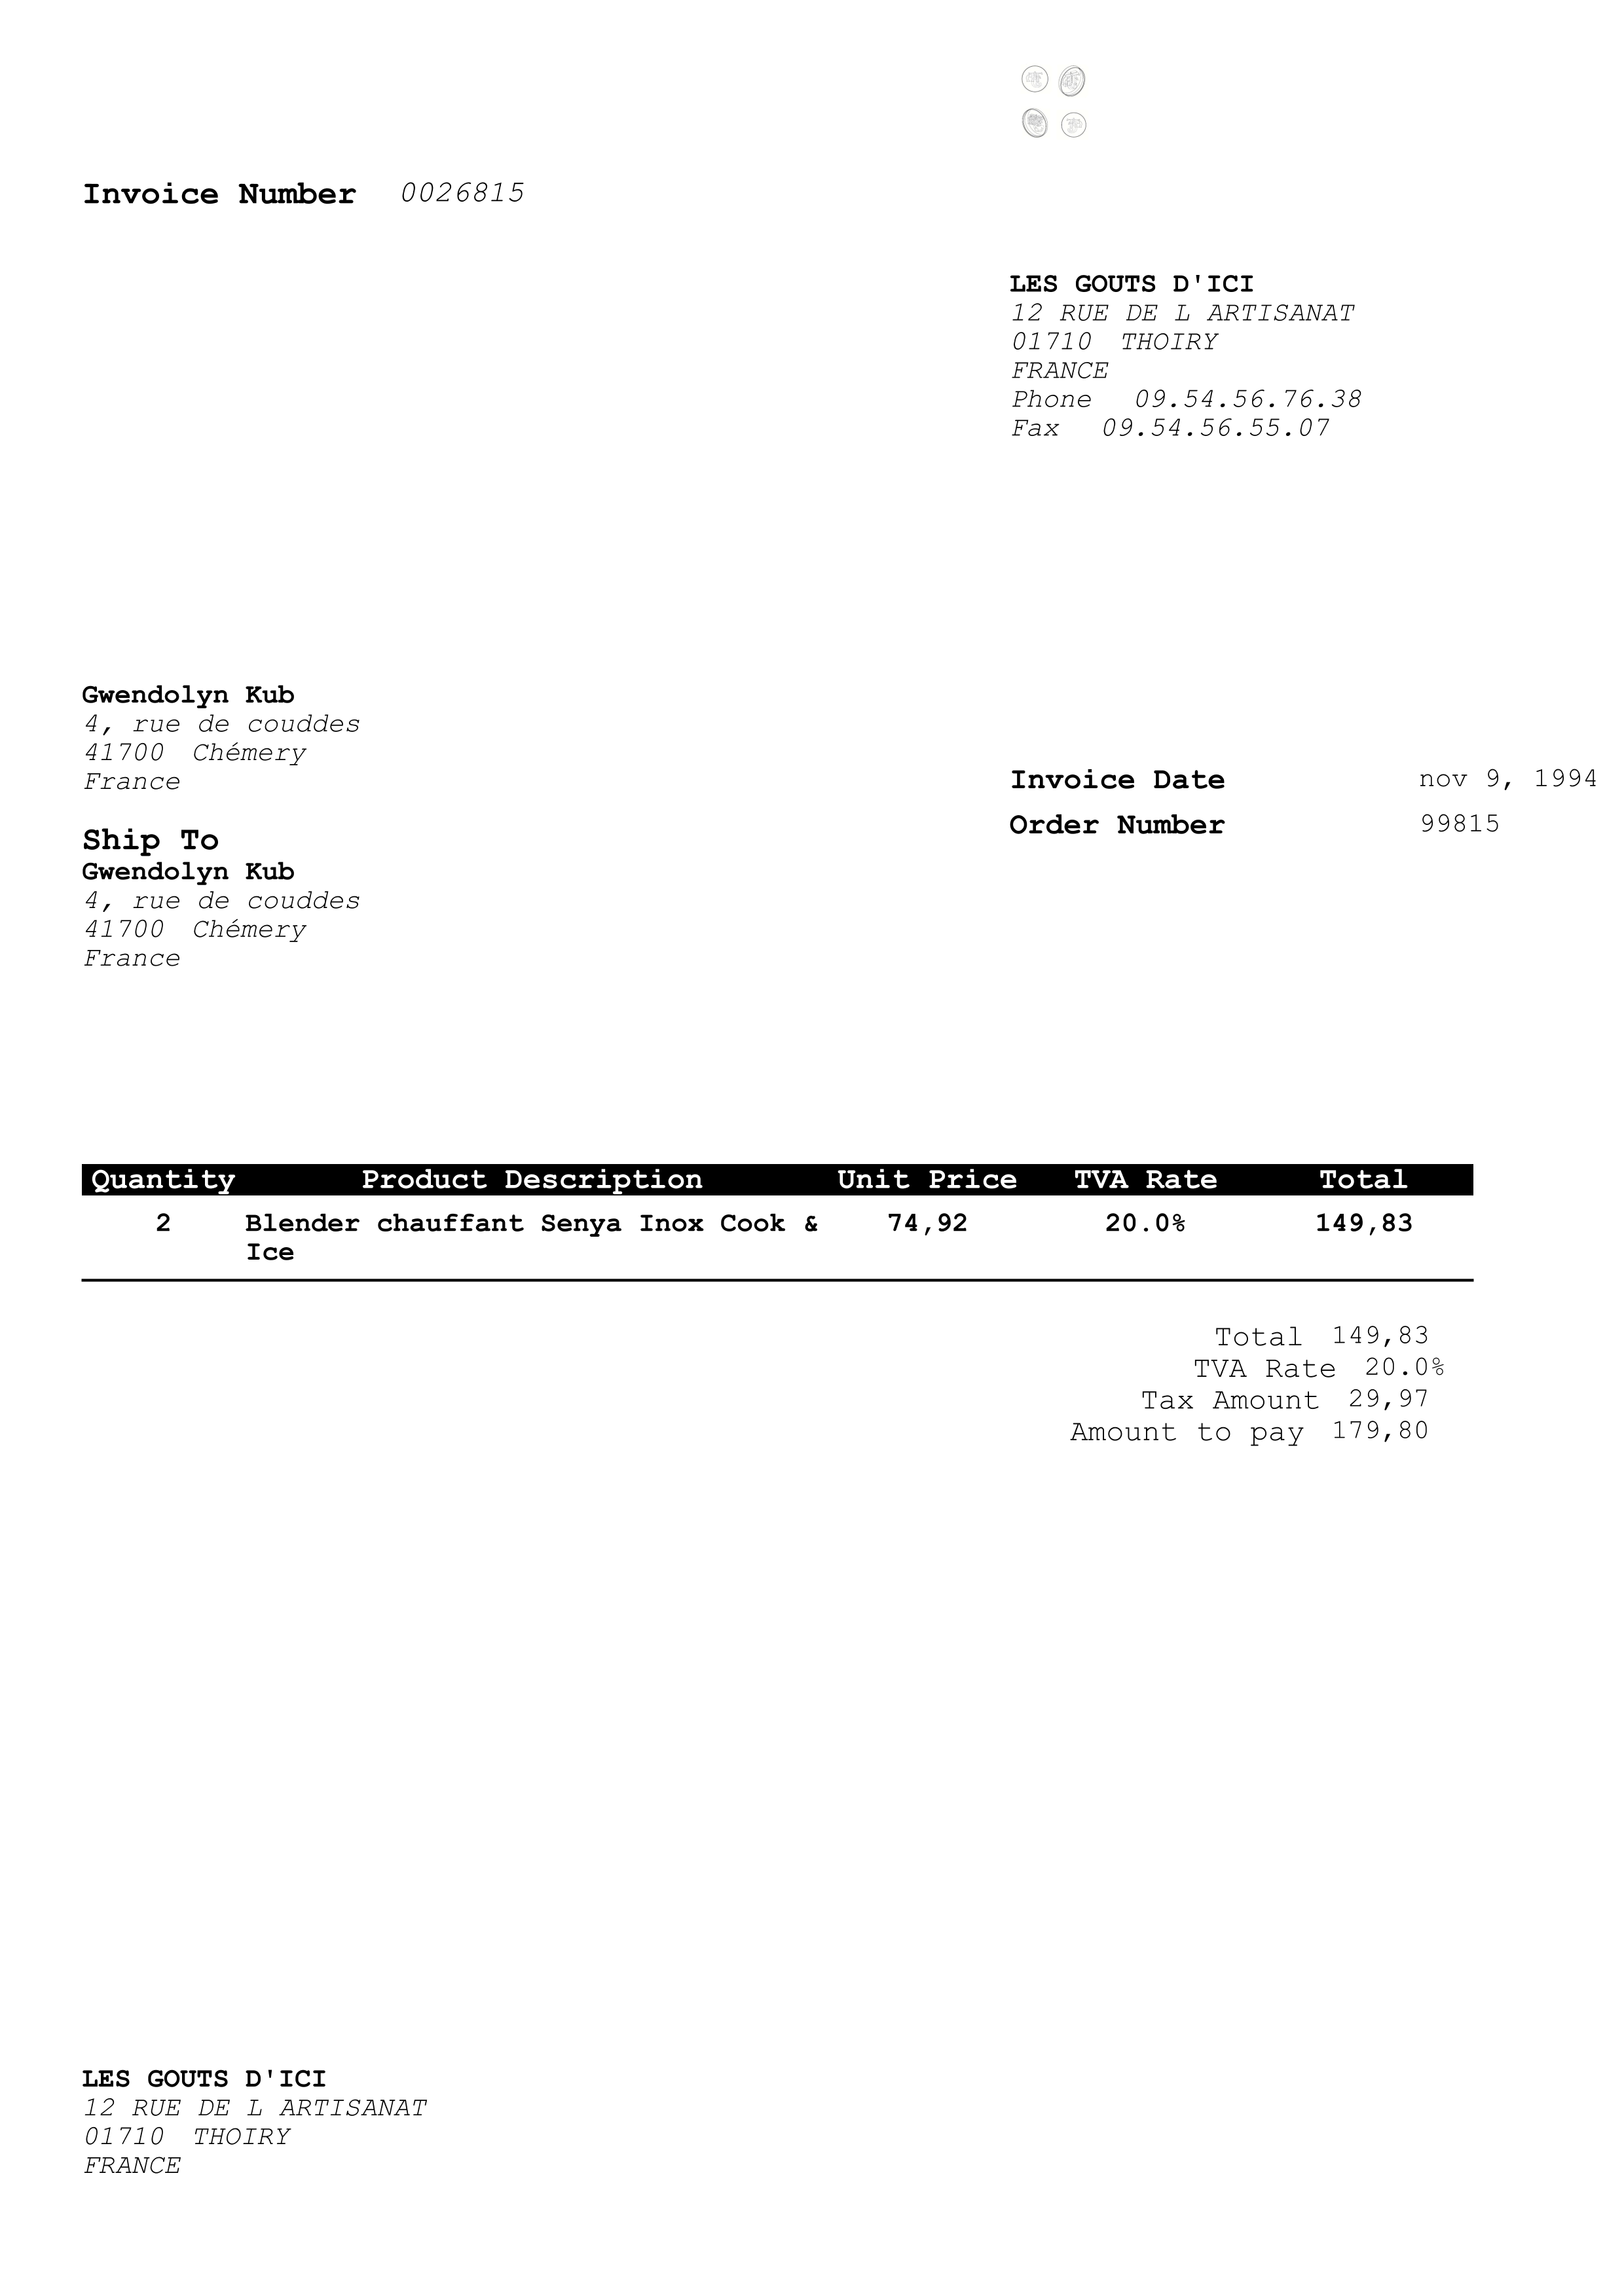 Invoice Number 0026815
LES GOUTS D'ICI
12 RUE DE L ARTISANAT
01710 THOIRY
FRANCE
Phone 09.54.56.76.38
Fax 09.54.56.55.07
Gwendolyn Kub
4, rue de couddes
41700 Chémery
France
Invoice Date nov 9, 1994
Order Number 99815
Ship To
Gwendolyn Kub
4, rue de couddes
41700 Chémery
France
Quantity Product Description Unit Price TVA Rate Total
2 Blender chauffant Senya Inox Cook & 74,92 20.0% 149,83
Ice
Total 149,83
TVA Rate 20.0%
Tax Amount 29,97
Amount to pay 179,80
LES GOUTS D'ICI
12 RUE DE L ARTISANAT
01710 THOIRY
FRANCE